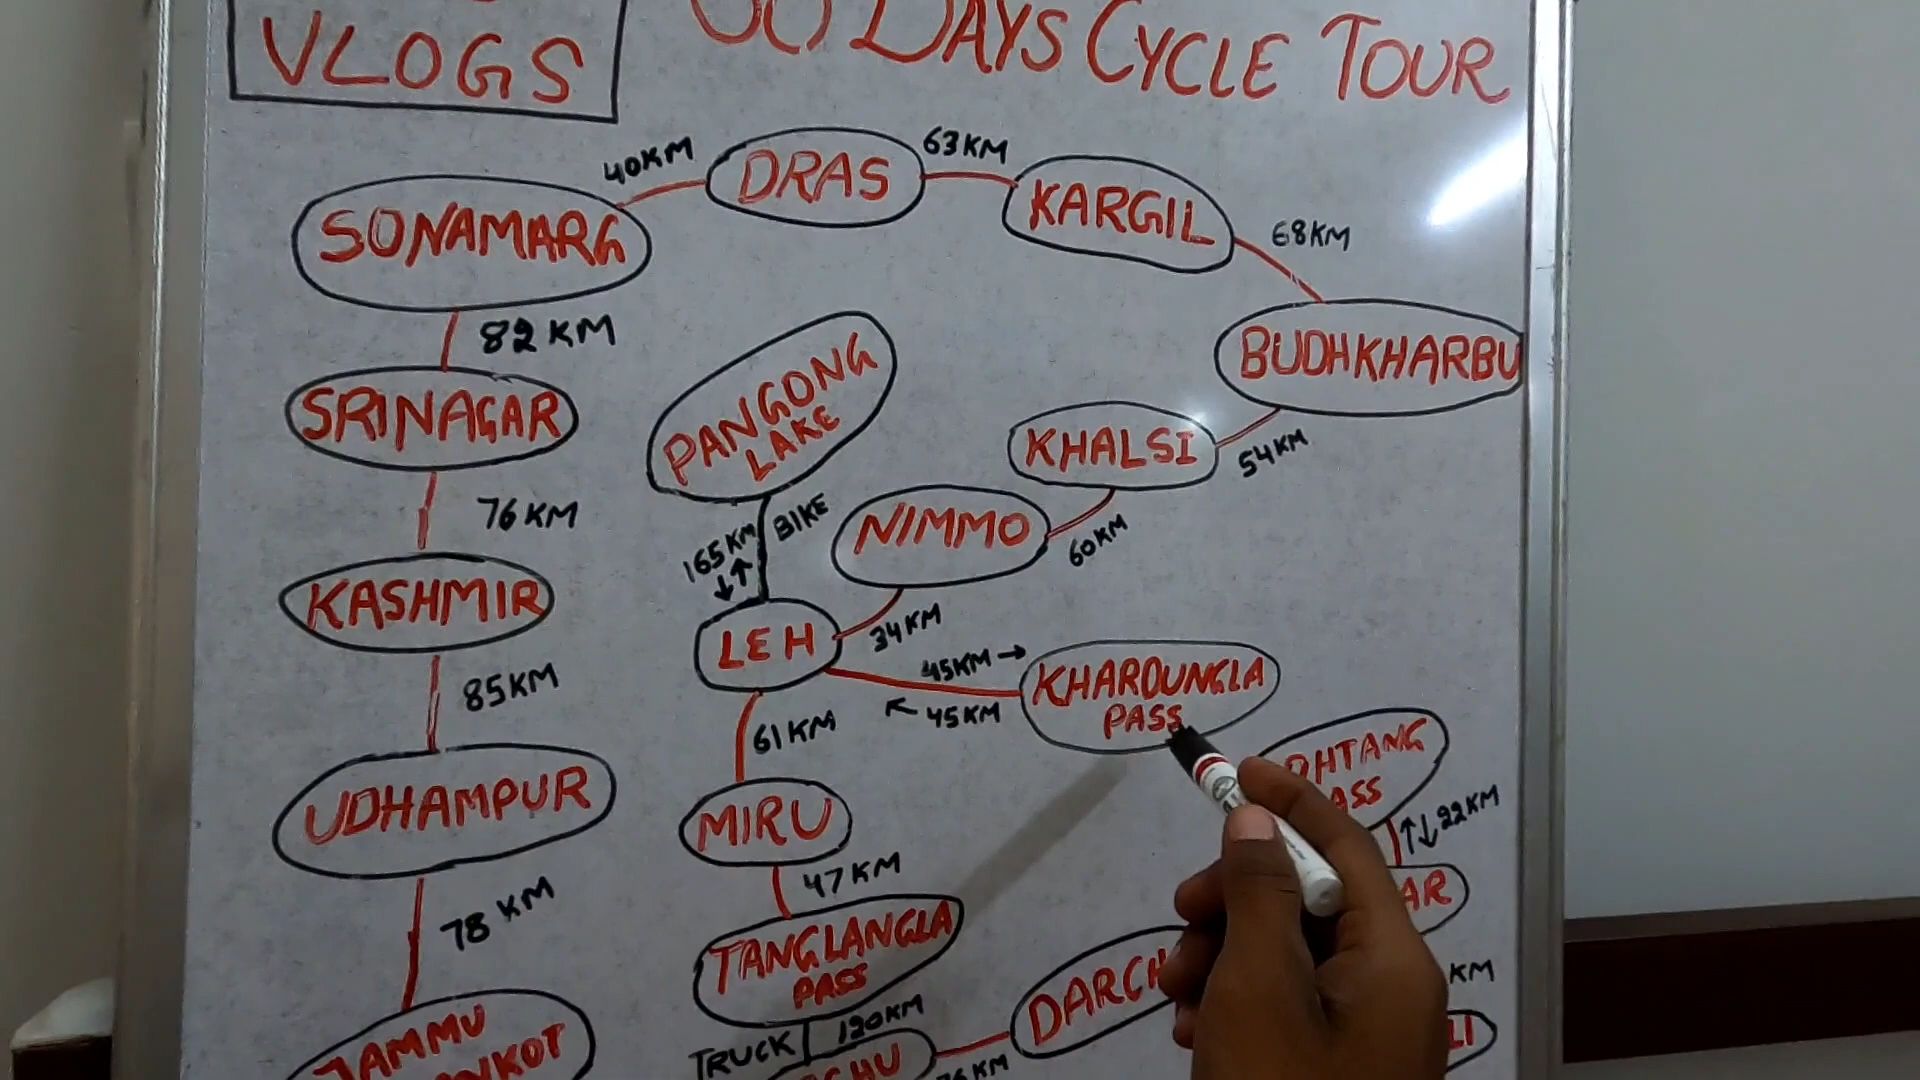 VLOGS
DAYS CYCLE TOUR
40KM
DRAS
63KM
KARGIL
68KM
SONAMARG
82 KM
BUDHKHARBU
SRINAGAR
PANGONG
LAKE
KHALSI
54KM
76 KM
165KM
BIKE
NIMMO
60KM
KASHMIR
LEH
34KM
45KM →
← 45KM
KHARDUNGLA
PASS
85KM
61KM
UDHAMPUR
MIRU
22KM
47KM
78 KM
TANGLANGLA
PASS
KM
JAMMU
TRUCK
120KM